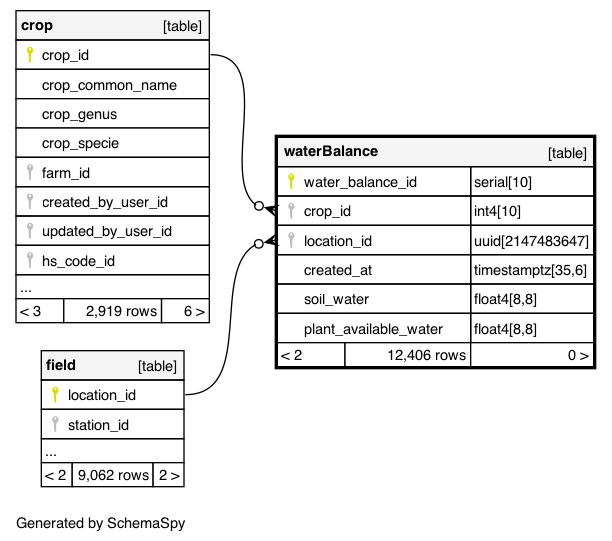 crop [table]
crop_id
crop_common_name
crop_genus
crop_specie
farm_id
created_by_user_id
updated_by_user_id
hs_code_id
...
< 3 2,919 rows 6 >
waterBalance [table]
water_balance_id serial[10]
crop_id int4[10]
location_id uuid[2147483647]
created_at timestamptz[35,6]
soil_water float4[8,8]
plant_available_water float4[8,8]
< 2 12,406 rows 0 >
field [table]
location_id
station_id
...
< 2 9,062 rows 2 >
Generated by SchemaSpy